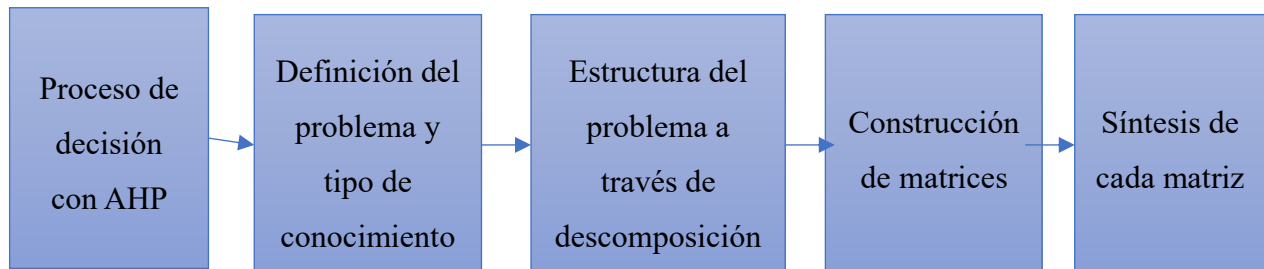 Proceso de
decisión
con AHP
Definición del
problema y
tipo de
conocimiento
Estructura del
problema a
través de
descomposición
Construcción
de matrices
Síntesis de
cada matriz